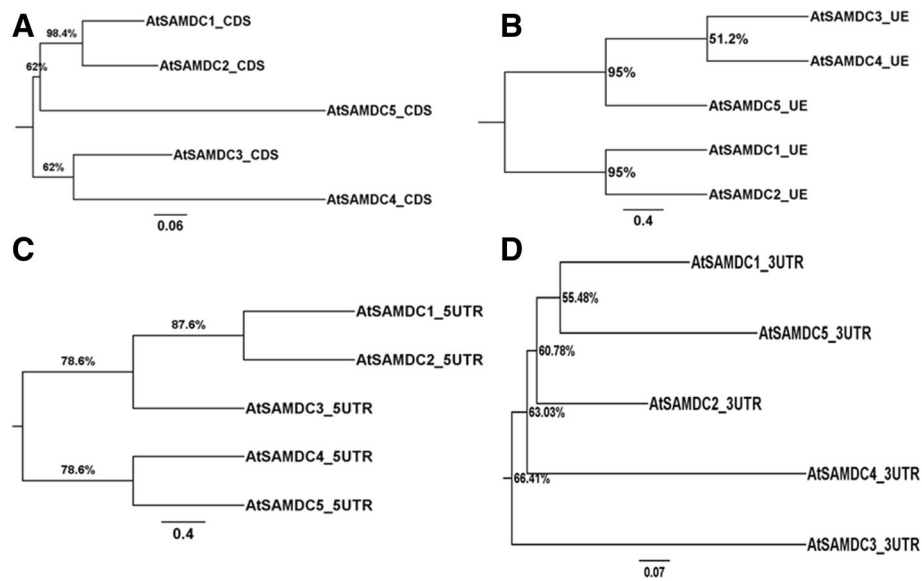 A
AtSAMDC1_CDS
98.4%
AtSAMDC2_CDS
62%
AtSAMDC5_CDS
AtSAMDC3_CDS
62%
AtSAMDC4_CDS
0.06
B
AtSAMDC3_UE
51.2%
AtSAMDC4_UE
95%
AtSAMDC5_UE
AtSAMDC1_UE
95%
AtSAMDC2_UE
0.4
C
AtSAMDC1_5UTR
87.6%
AtSAMDC2_5UTR
78.6%
AtSAMDC3_5UTR
AtSAMDC4_5UTR
78.6%
AtSAMDC5_5UTR
0.4
D
AtSAMDC1_3UTR
55.48%
AtSAMDC5_3UTR
60.78%
AtSAMDC2_3UTR
63.03%
AtSAMDC4_3UTR
66.41%
AtSAMDC3_3UTR
0.07